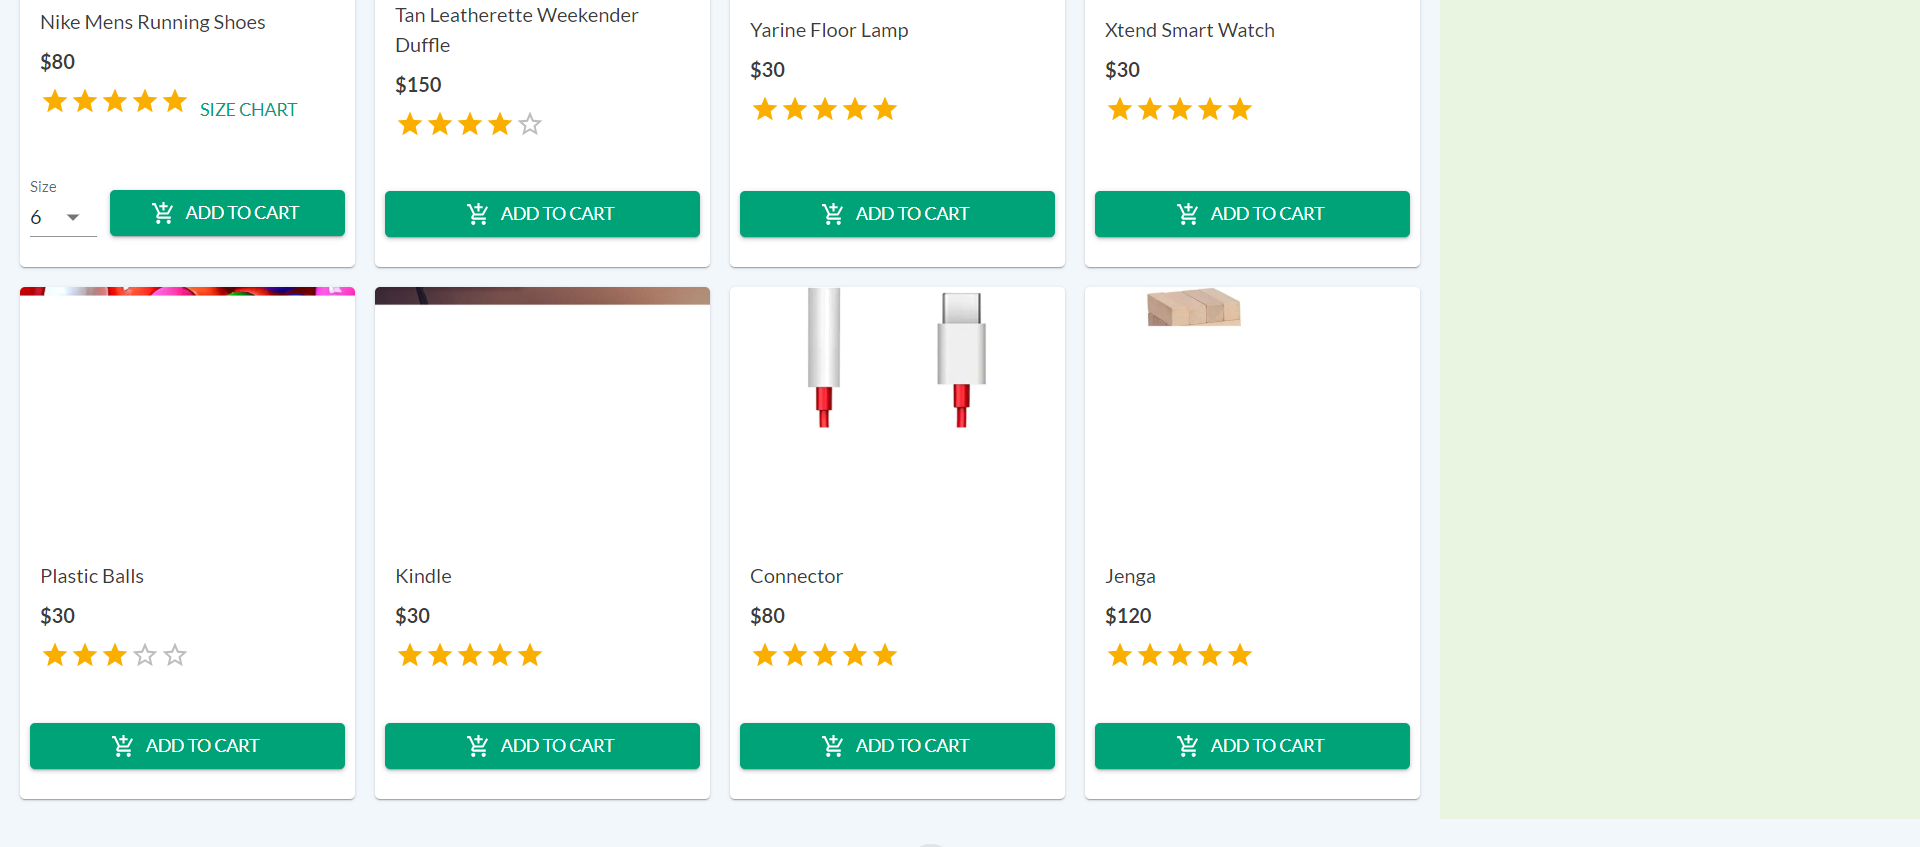 Nike Mens Running Shoes
$80
SIZE CHART
Size
6
ADD TO CART
Tan Leatherette Weekender
Duffle
$150
ADD TO CART
Yarine Floor Lamp
$30
ADD TO CART
Xtend Smart Watch
$30
ADD TO CART
Plastic Balls
$30
ADD TO CART
Kindle
$30
ADD TO CART
Connector
$80
ADD TO CART
Jenga
$120
ADD TO CART